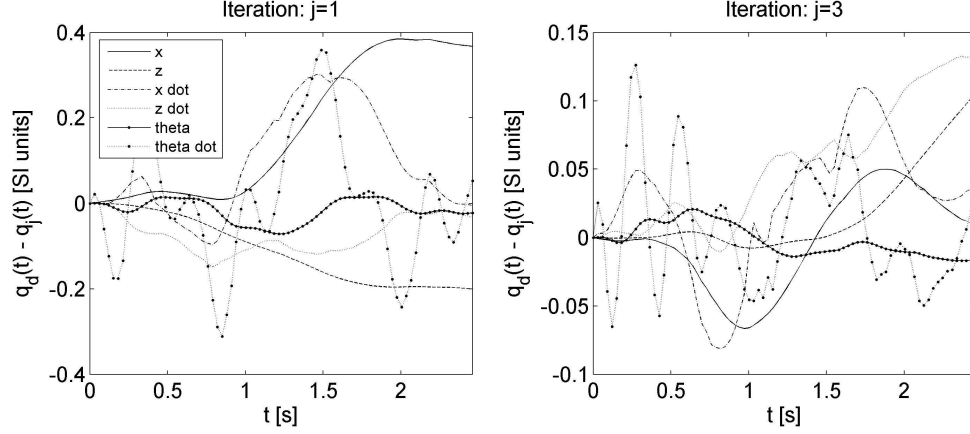 Iteration: j=1
q_d(t) - q_j(t) [SI units]
0.4
0.2
0
-0.2
-0.4
x
z
x dot
z dot
theta
theta dot
0 0.5 1 1.5 2
t [s]
Iteration: j=3
q_d(t) - q_j(t) [SI units]
0.15
0.1
0.05
0
-0.05
-0.1
0 0.5 1 1.5 2
t [s]